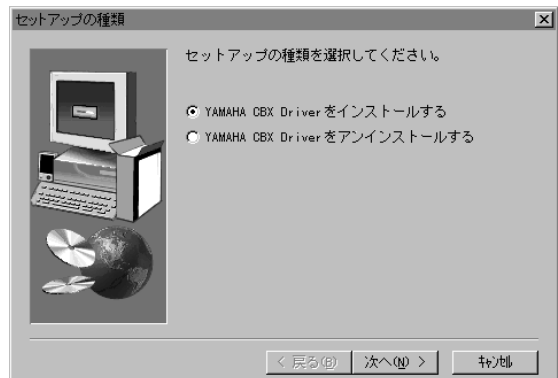 セットアップの種類
セットアップの種類を選択してください。
YAMAHA CBX Driverをインストールする
YAMAHA CBX Driverをアンインストールする
< 戻る(B) 次へ(N) > ｷｬﾝｾﾙ